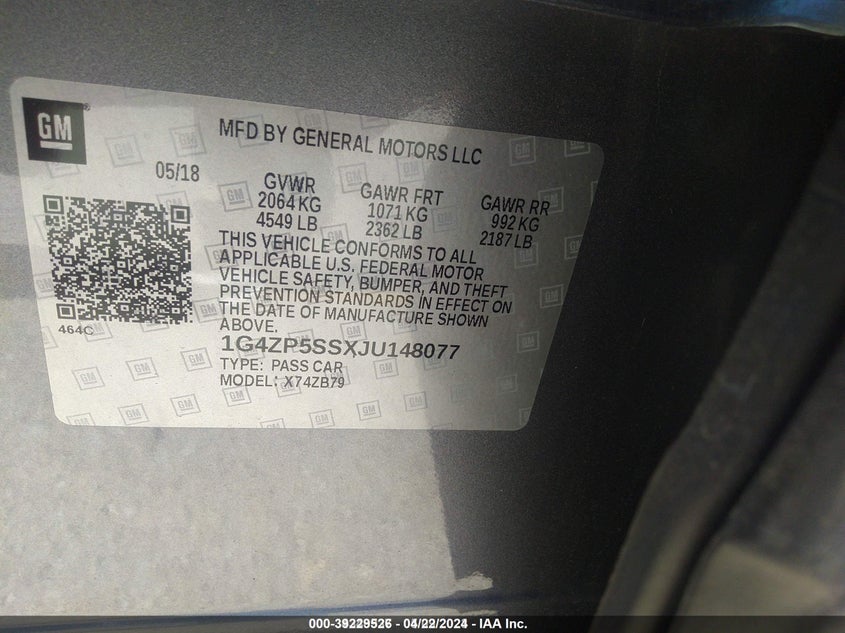 GM
MFD BY GENERAL MOTORS LLC
05/18
GVWR
2064 KG
4549 LB
GAWR FRT
1071 KG
2362 LB
GAWR RR
992 KG
2187 LB
THIS VEHICLE CONFORMS TO ALL
APPLICABLE U.S. FEDERAL MOTOR
VEHICLE SAFETY, BUMPER, AND THEFT
PREVENTION STANDARDS IN EFFECT ON
THE DATE OF MANUFACTURE SHOWN
ABOVE.
464C
1G4ZP5SSXJU148077
TYPE: PASS CAR
MODEL: X74ZB79
000-39229526 - 04/22/2024 - IAA Inc.